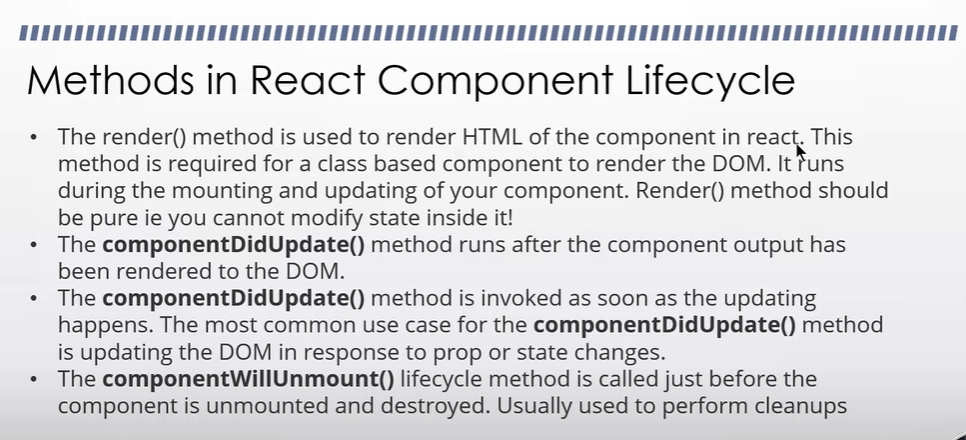 Methods in React Component Lifecycle
• The render() method is used to render HTML of the component in react. This
method is required for a class based component to render the DOM. It runs
during the mounting and updating of your component. Render() method should
be pure ie you cannot modify state inside it!
• The componentDidUpdate() method runs after the component output has
been rendered to the DOM.
• The componentDidUpdate() method is invoked as soon as the updating
happens. The most common use case for the componentDidUpdate() method
is updating the DOM in response to prop or state changes.
• The componentWillUnmount() lifecycle method is called just before the
component is unmounted and destroyed. Usually used to perform cleanups